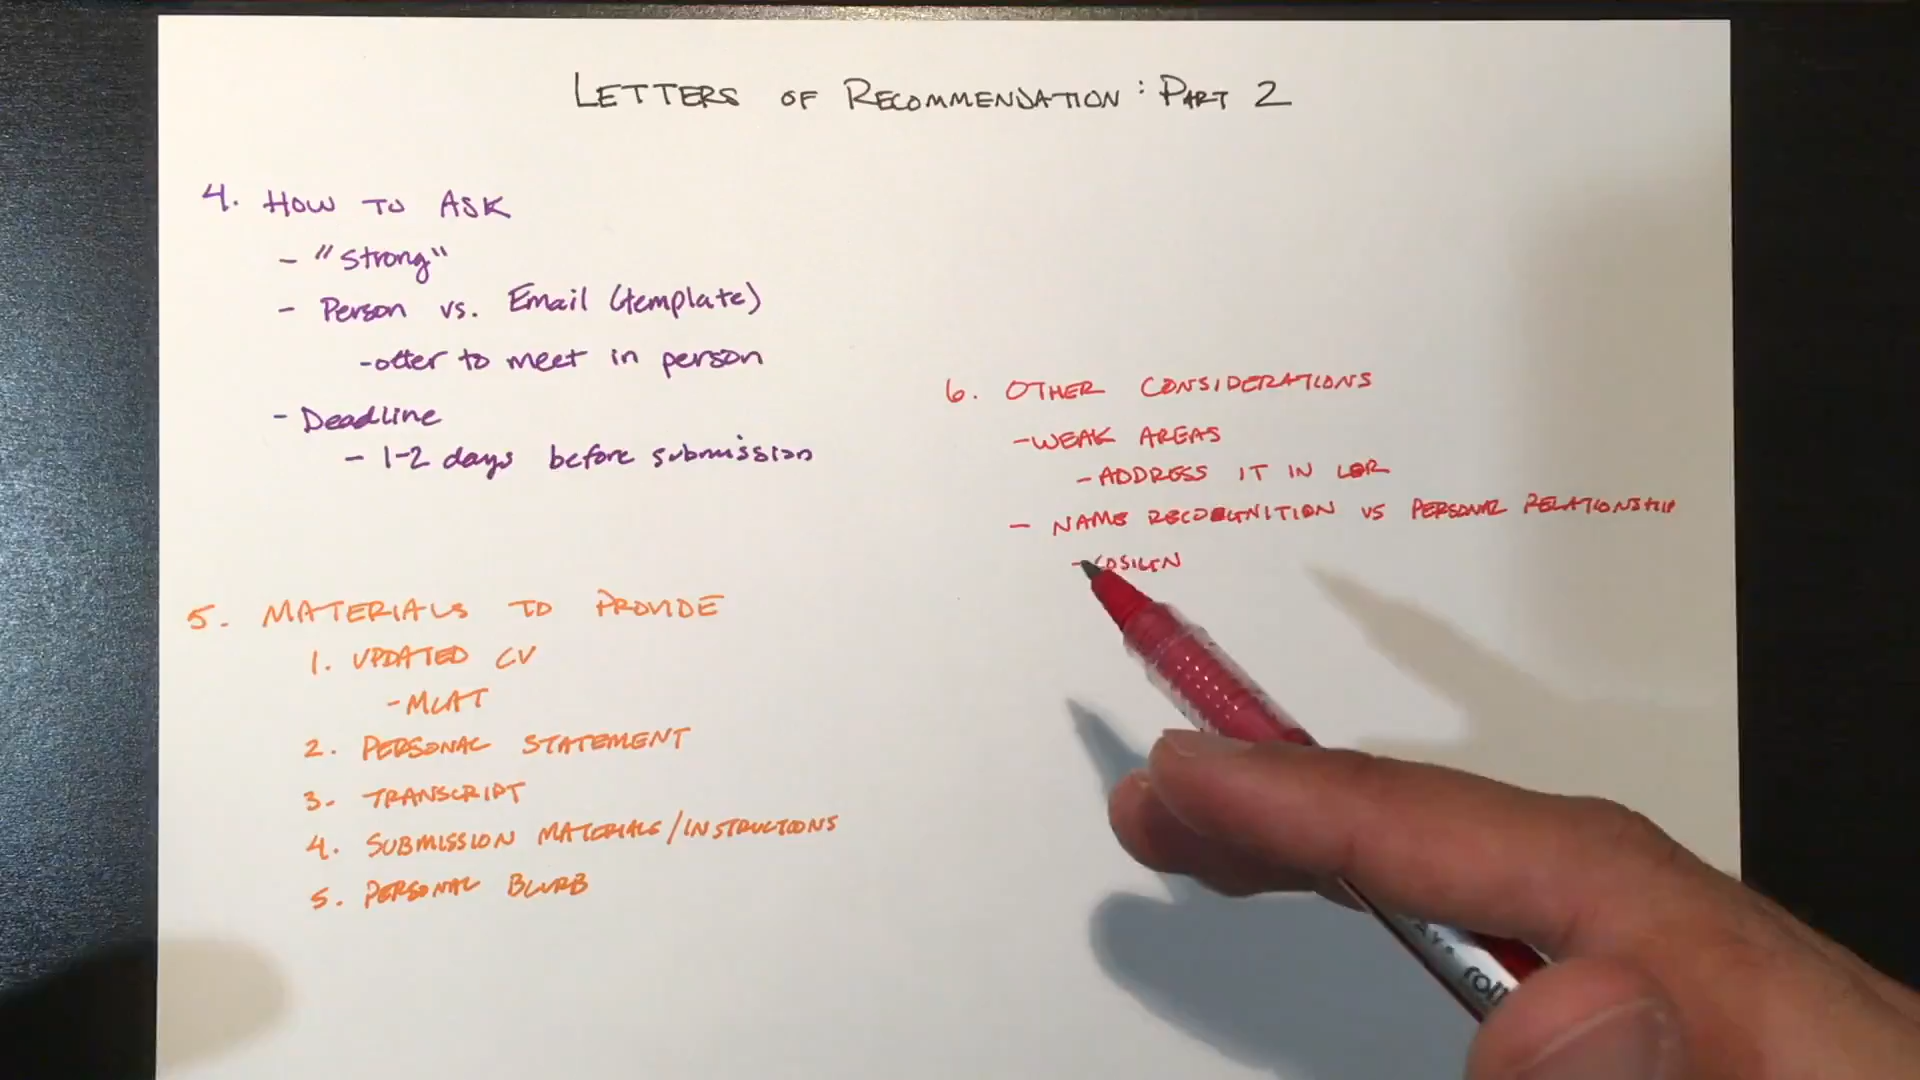 LETTERS OF RECOMMENDATION: PART 2
4. HOW TO ASK
- "Strong"
- Person vs. Email (template)
- offer to meet in person
- Deadline
- 1-2 days before submission
5. MATERIALS TO PROVIDE
1. UPDATED CV
- MCAT
2. PERSONAL STATEMENT
3. TRANSCRIPT
4. SUBMISSION MATERIALS/INSTRUCTIONS
5. PERSONAL BLURB
6. OTHER CONSIDERATIONS
- WEAK AREAS
- ADDRESS IT IN LOR
- NAME RECOGNITION VS PERSONAL RELATIONSHIP
- COSIGN